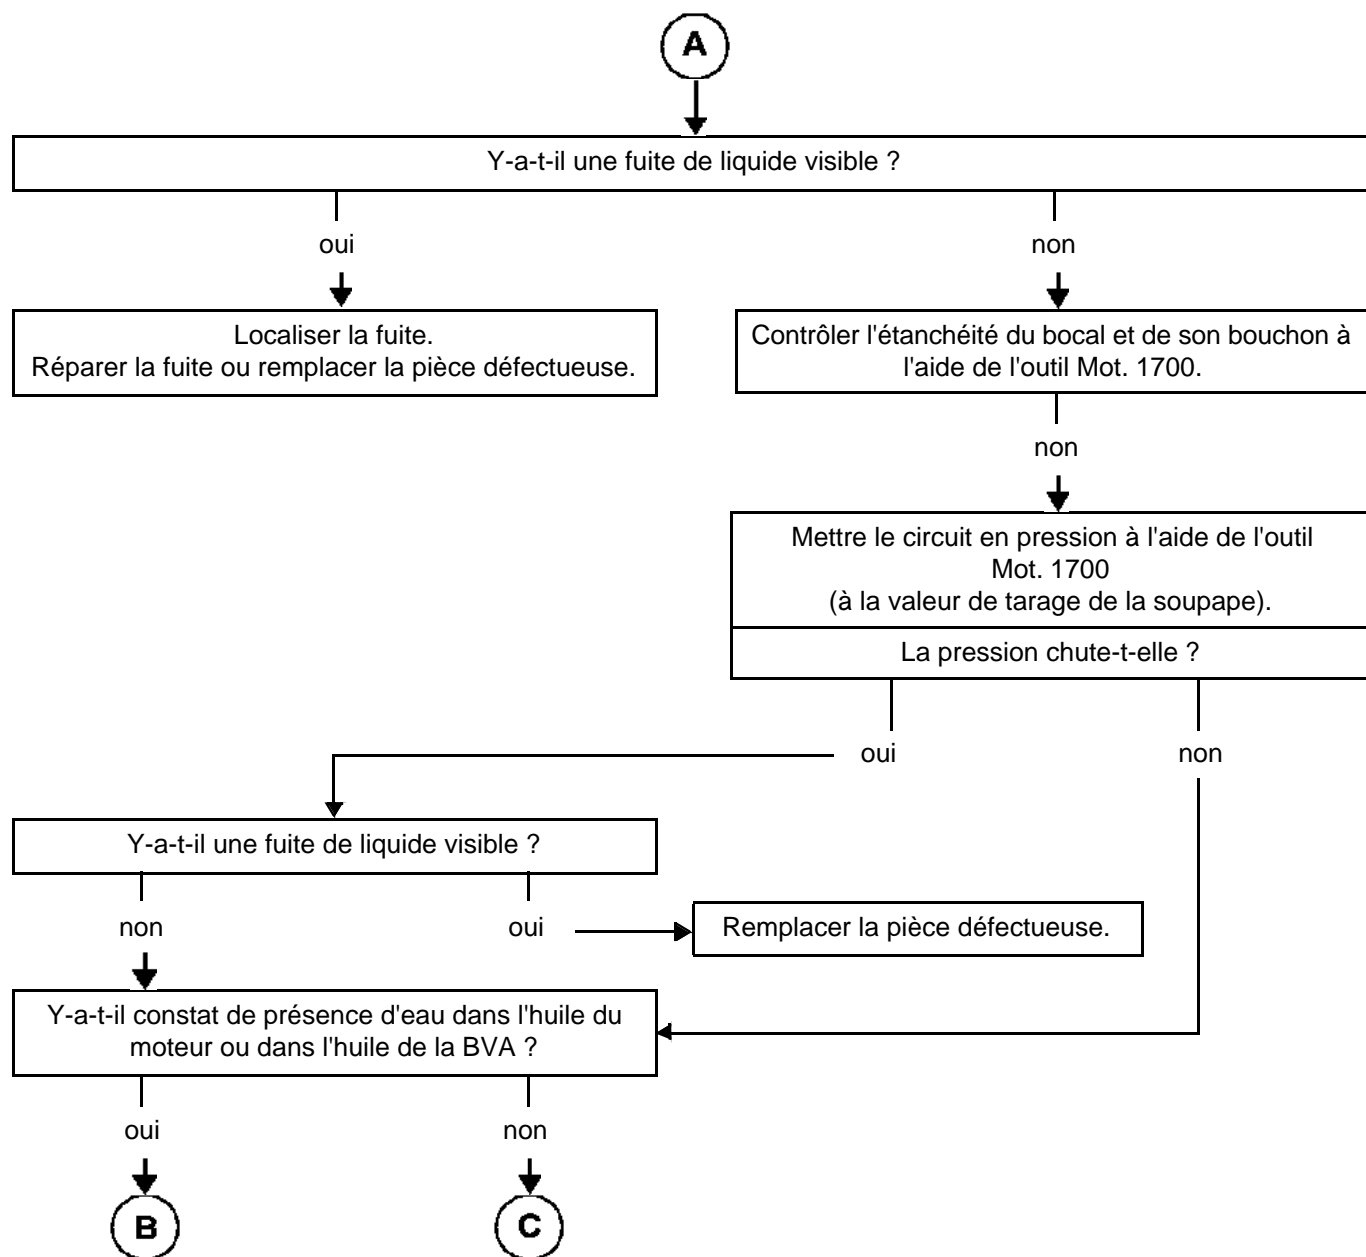 A
Y-a-t-il une fuite de liquide visible ?
oui
non
Localiser la fuite.
Réparer la fuite ou remplacer la pièce défectueuse.
Contrôler l'étanchéité du bocal et de son bouchon à
l'aide de l'outil Mot. 1700.
non
Mettre le circuit en pression à l'aide de l'outil
Mot. 1700
(à la valeur de tarage de la soupape).
La pression chute-t-elle ?
oui
non
Y-a-t-il une fuite de liquide visible ?
non
oui
Remplacer la pièce défectueuse.
Y-a-t-il constat de présence d'eau dans l'huile du
moteur ou dans l'huile de la BVA ?
oui
non
B
C